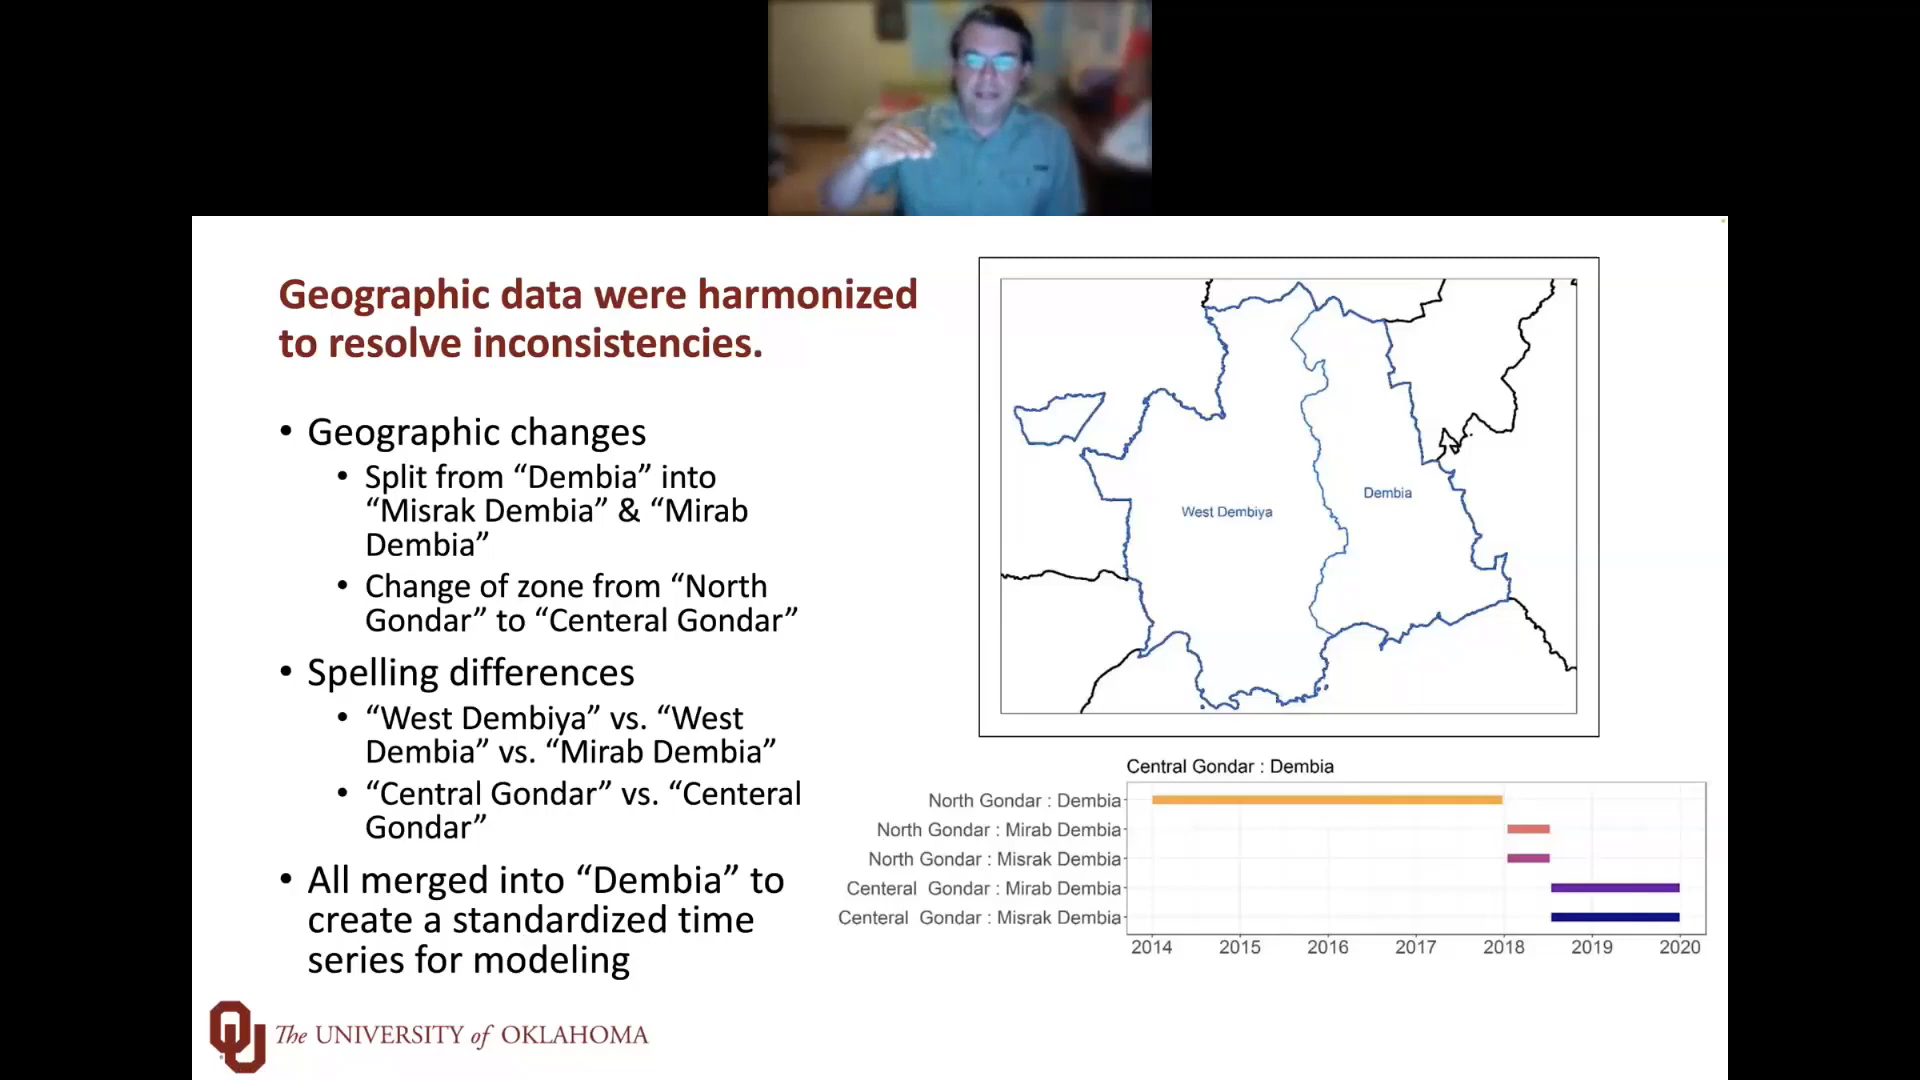 Geographic data were harmonized
to resolve inconsistencies.
• Geographic changes
• Split from “Dembia” into
“Misrak Dembia” & “Mirab
Dembia”
• Change of zone from “North
Gondar” to “Centeral Gondar”
• Spelling differences
• “West Dembiya” vs. “West
Dembia” vs. “Mirab Dembia”
• “Central Gondar” vs. “Centeral
Gondar”
• All merged into “Dembia” to
create a standardized time
series for modeling
West Dembiya
Dembia
Central Gondar : Dembia
North Gondar : Dembia
North Gondar : Mirab Dembia
North Gondar : Misrak Dembia
Centeral Gondar : Mirab Dembia
Centeral Gondar : Misrak Dembia
2014 2015 2016 2017 2018 2019 2020
OU The UNIVERSITY of OKLAHOMA